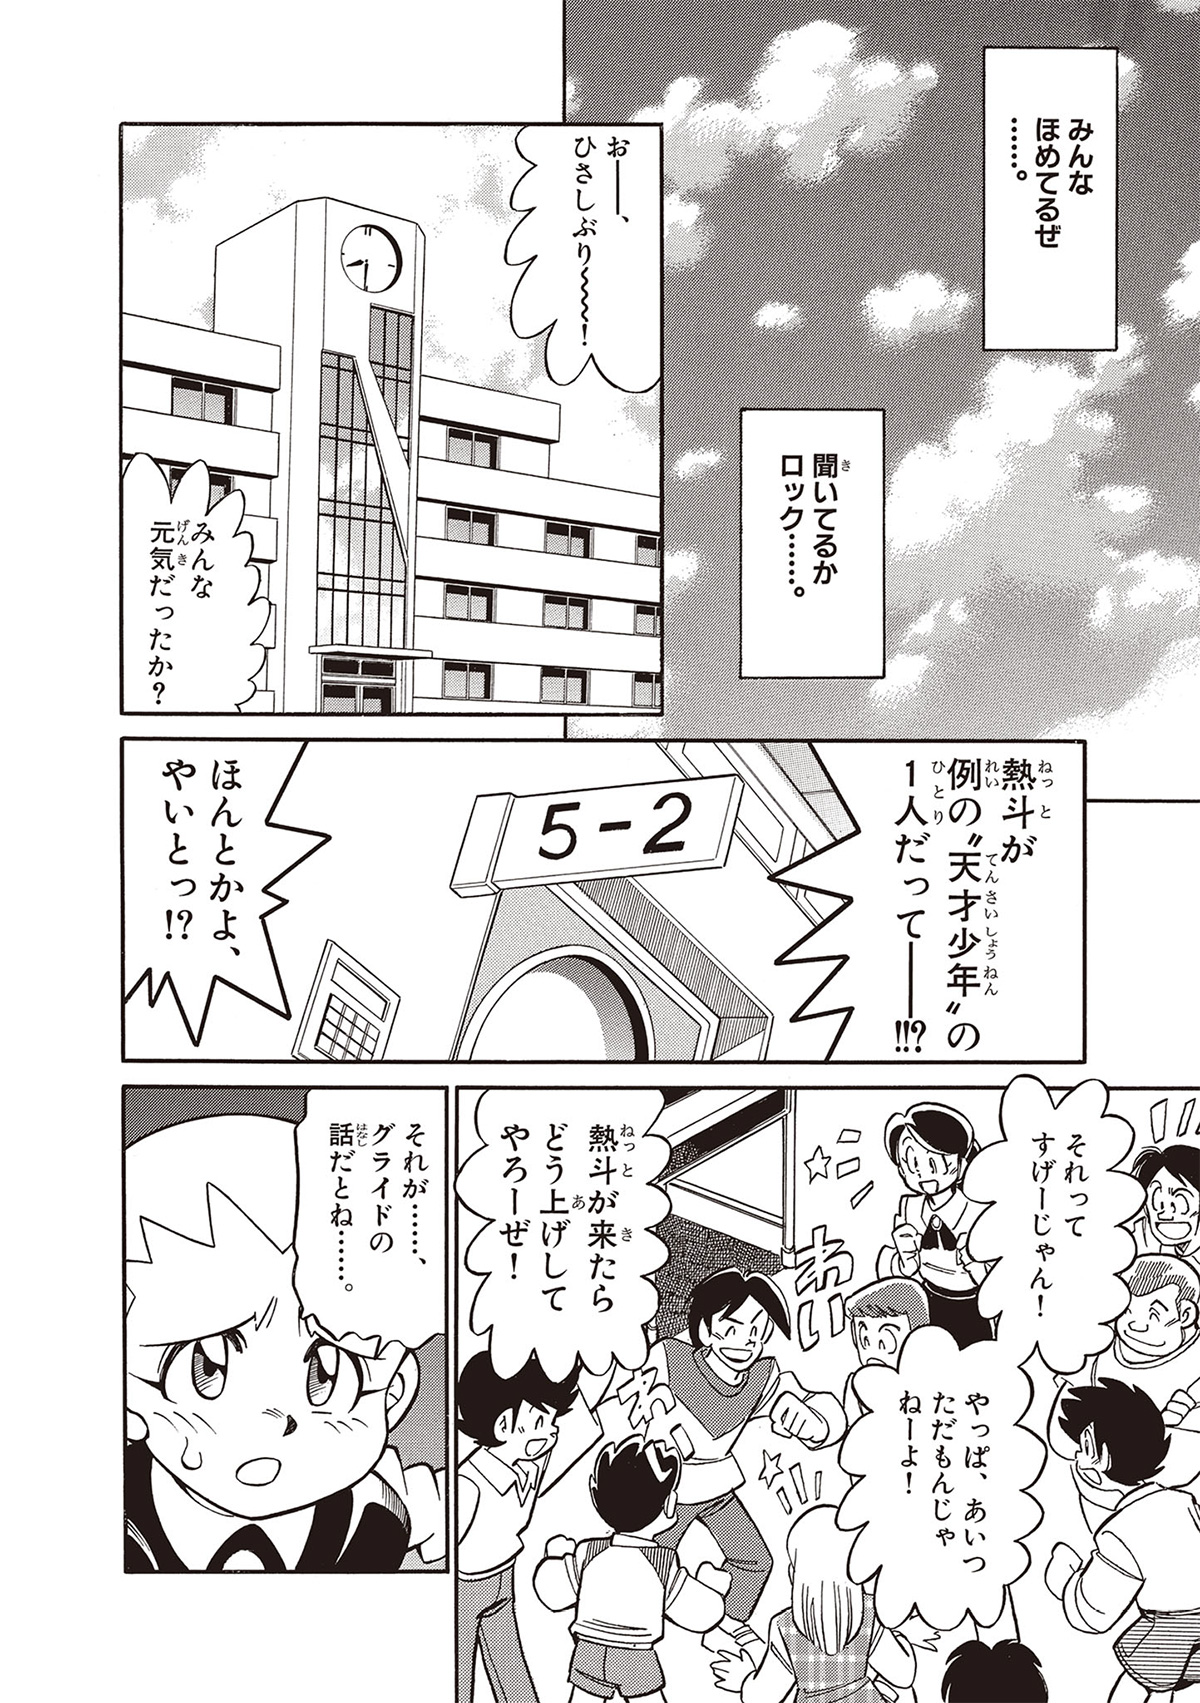 みんな
ほめてるぜ
……。
聞いてるか
ロック……。
おー、
ひさしぶり〜〜〜!
みんな
元気だったか?
熱斗が
例の〝天才少年〟の
1人だって――!!?
5-2
ほんとかよ、
やいとっ!?
それって
すげーじゃん!
やっぱ、あいつ
ただもんじゃ
ねーよ!
わい
われ
熱斗が来たら
どう上げして
やろーぜ!
それが……、
グライドの
話だとね……。